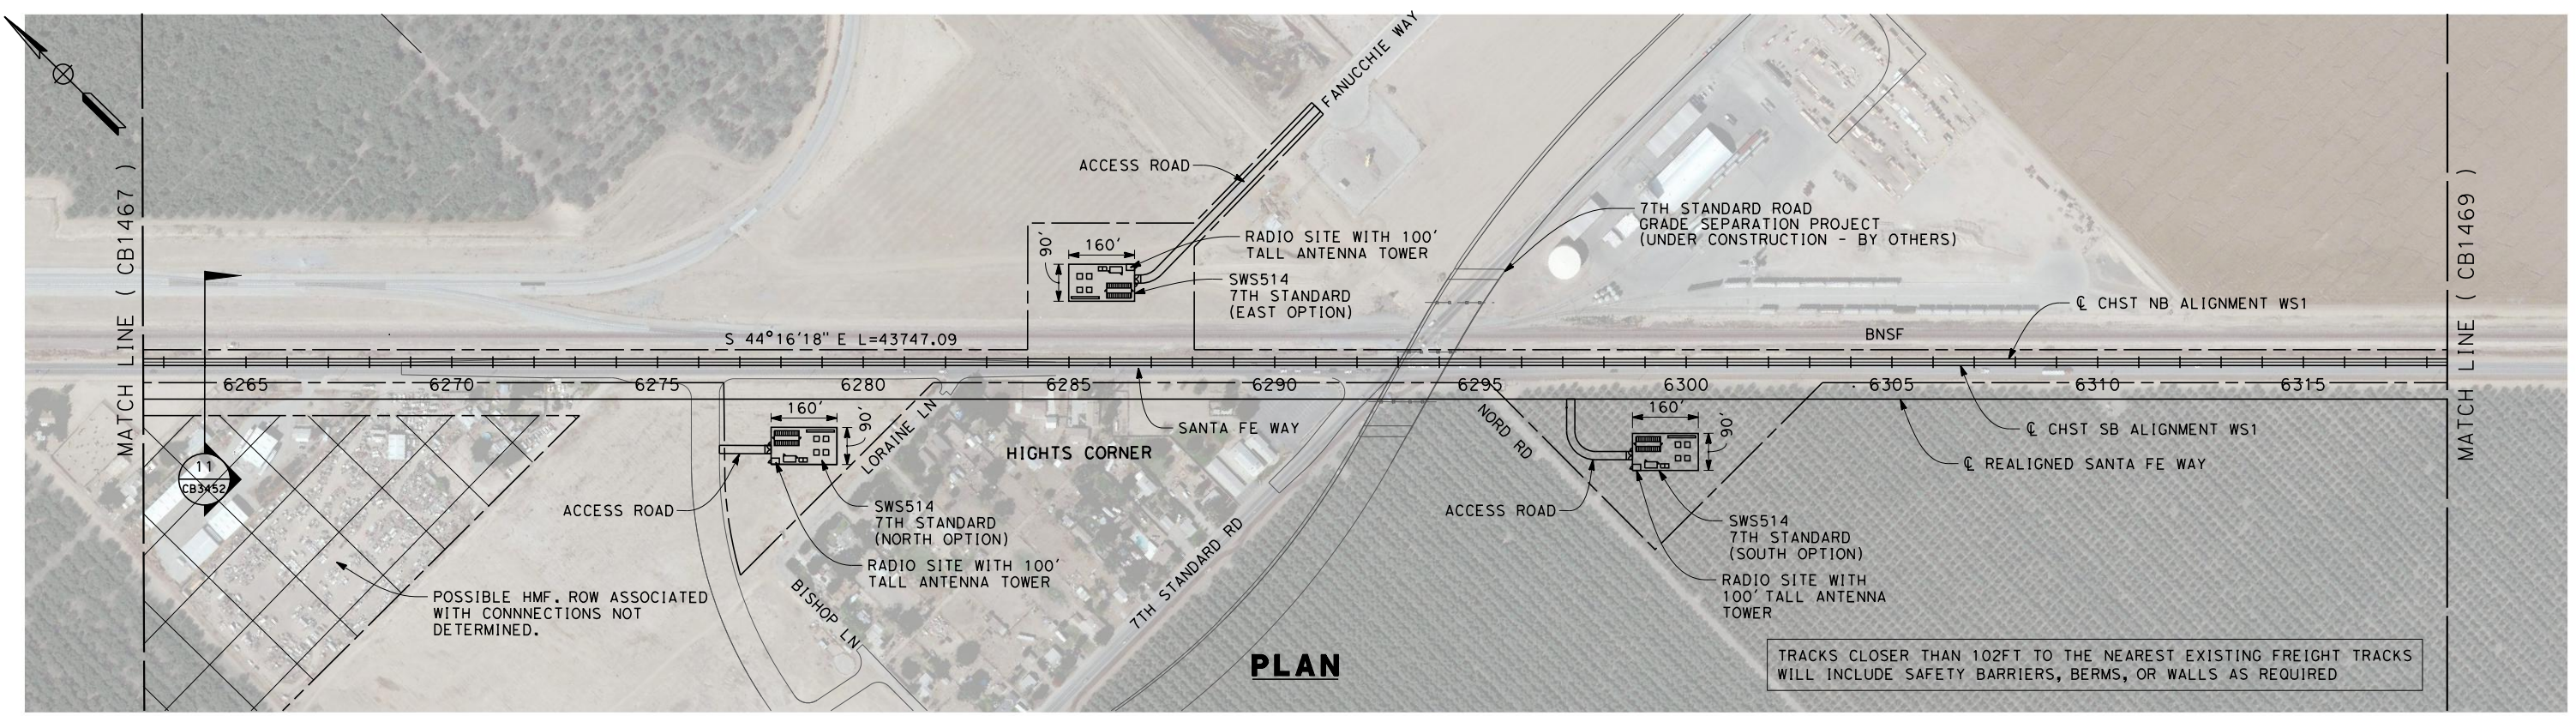 FANUCCHIE WAY
ACCESS ROAD
MATCH LINE ( CB1467 )
MATCH LINE ( CB1469 )
7TH STANDARD ROAD
GRADE SEPARATION PROJECT
(UNDER CONSTRUCTION - BY OTHERS)
160'
90'
RADIO SITE WITH 100'
TALL ANTENNA TOWER
SWS514
7TH STANDARD
(EAST OPTION)
℄ CHST NB ALIGNMENT WS1
S 44°16'18" E L=43747.09
BNSF
6265
6270
6275
6280
6285
6290
6295
6300
6305
6310
6315
160'
90'
LORAINE LN
SANTA FE WAY
HIGHTS CORNER
NORD RD
160'
90'
℄ CHST SB ALIGNMENT WS1
℄ REALIGNED SANTA FE WAY
11
CB3452
ACCESS ROAD
SWS514
7TH STANDARD
(NORTH OPTION)
RADIO SITE WITH 100'
TALL ANTENNA TOWER
ACCESS ROAD
SWS514
7TH STANDARD
(SOUTH OPTION)
RADIO SITE WITH
100' TALL ANTENNA
TOWER
7TH STANDARD RD
BISHOP LN
POSSIBLE HMF. ROW ASSOCIATED
WITH CONNNECTIONS NOT
DETERMINED.
PLAN
TRACKS CLOSER THAN 102FT TO THE NEAREST EXISTING FREIGHT TRACKS
WILL INCLUDE SAFETY BARRIERS, BERMS, OR WALLS AS REQUIRED